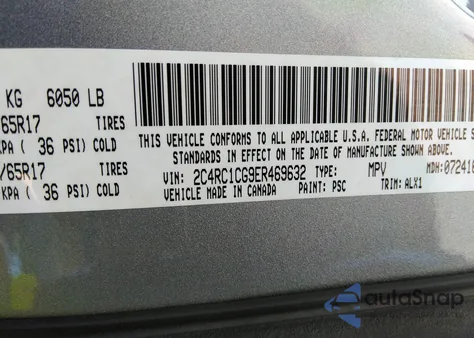 KG 6050 LB
/65R17 TIRES
KPA ( 36 PSI) COLD
/65R17 TIRES
KPA ( 36 PSI) COLD
THIS VEHICLE CONFORMS TO ALL APPLICABLE U.S.A. FEDERAL MOTOR VEHICLE S
STANDARDS IN EFFECT ON THE DATE OF MANUFACTURE SHOWN ABOVE.
VIN: 2C4RC1CG9ER469632 TYPE: MPV MDH: 072416
VEHICLE MADE IN CANADA PAINT: PSC TRIM: ALX1
autoSnap